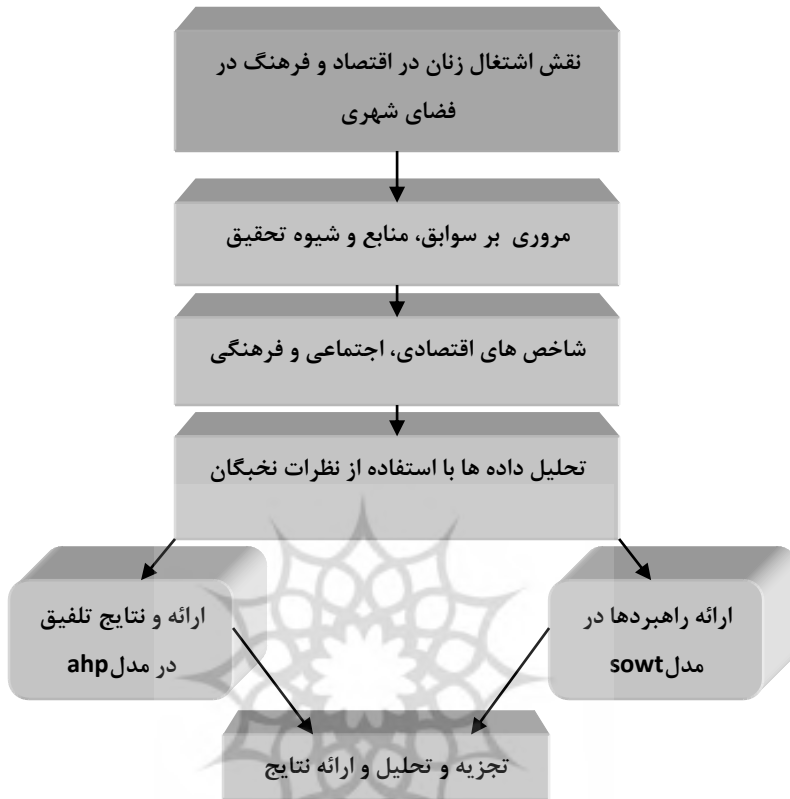 نقش اشتغال زنان در اقتصاد و فرهنگ در
فضای شهری
مروری بر سوابق، منابع و شیوه تحقیق
شاخص های اقتصادی، اجتماعی و فرهنگی
تحلیل داده ها با استفاده از نظرات نخبگان
ارائه راهبردها در
مدلsowt
ارائه و نتایج تلفیق
در مدلahp
تجزیه و تحلیل و ارائه نتایج